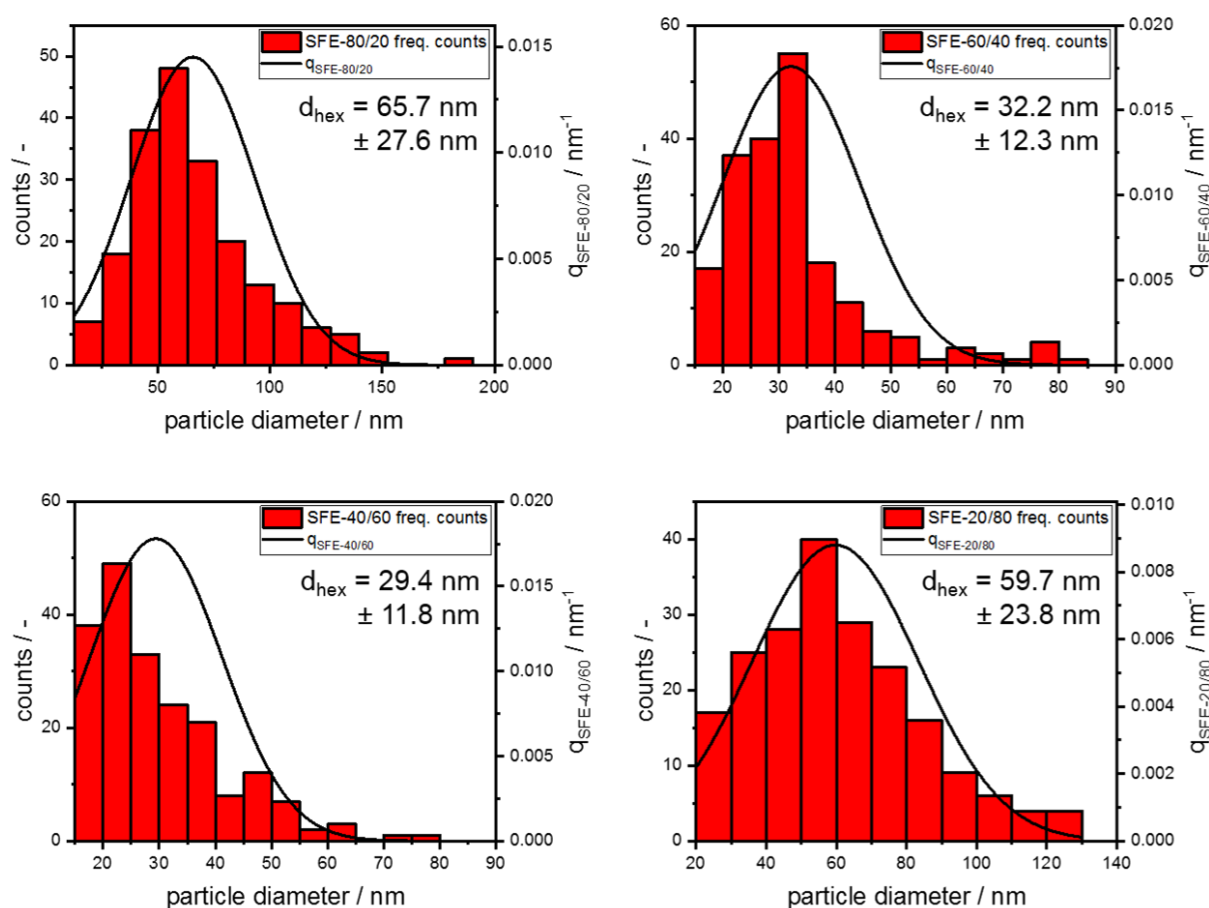 SFE-80/20 freq. counts
qSFE-80/20
dhex = 65.7 nm
± 27.6 nm
counts / -
50
40
30
20
10
0
0.015
0.010
0.005
0.000
qSFE-80/20 / nm-1
50 100 150 200
particle diameter / nm
SFE-60/40 freq. counts
qSFE-60/40
dhex = 32.2 nm
± 12.3 nm
counts / -
60
40
20
0
0.020
0.015
0.010
0.005
0.000
qSFE-60/40 / nm-1
20 30 40 50 60 70 80 90
particle diameter / nm
SFE-40/60 freq. counts
qSFE-40/60
dhex = 29.4 nm
± 11.8 nm
counts / -
60
40
20
0
0.020
0.015
0.010
0.005
0.000
qSFE-40/60 / nm-1
20 30 40 50 60 70 80 90
particle diameter / nm
SFE-20/80 freq. counts
qSFE-20/80
dhex = 59.7 nm
± 23.8 nm
counts / -
40
30
20
10
0
0.010
0.008
0.006
0.004
0.002
0.000
qSFE-20/80 / nm-1
20 40 60 80 100 120 140
particle diameter / nm